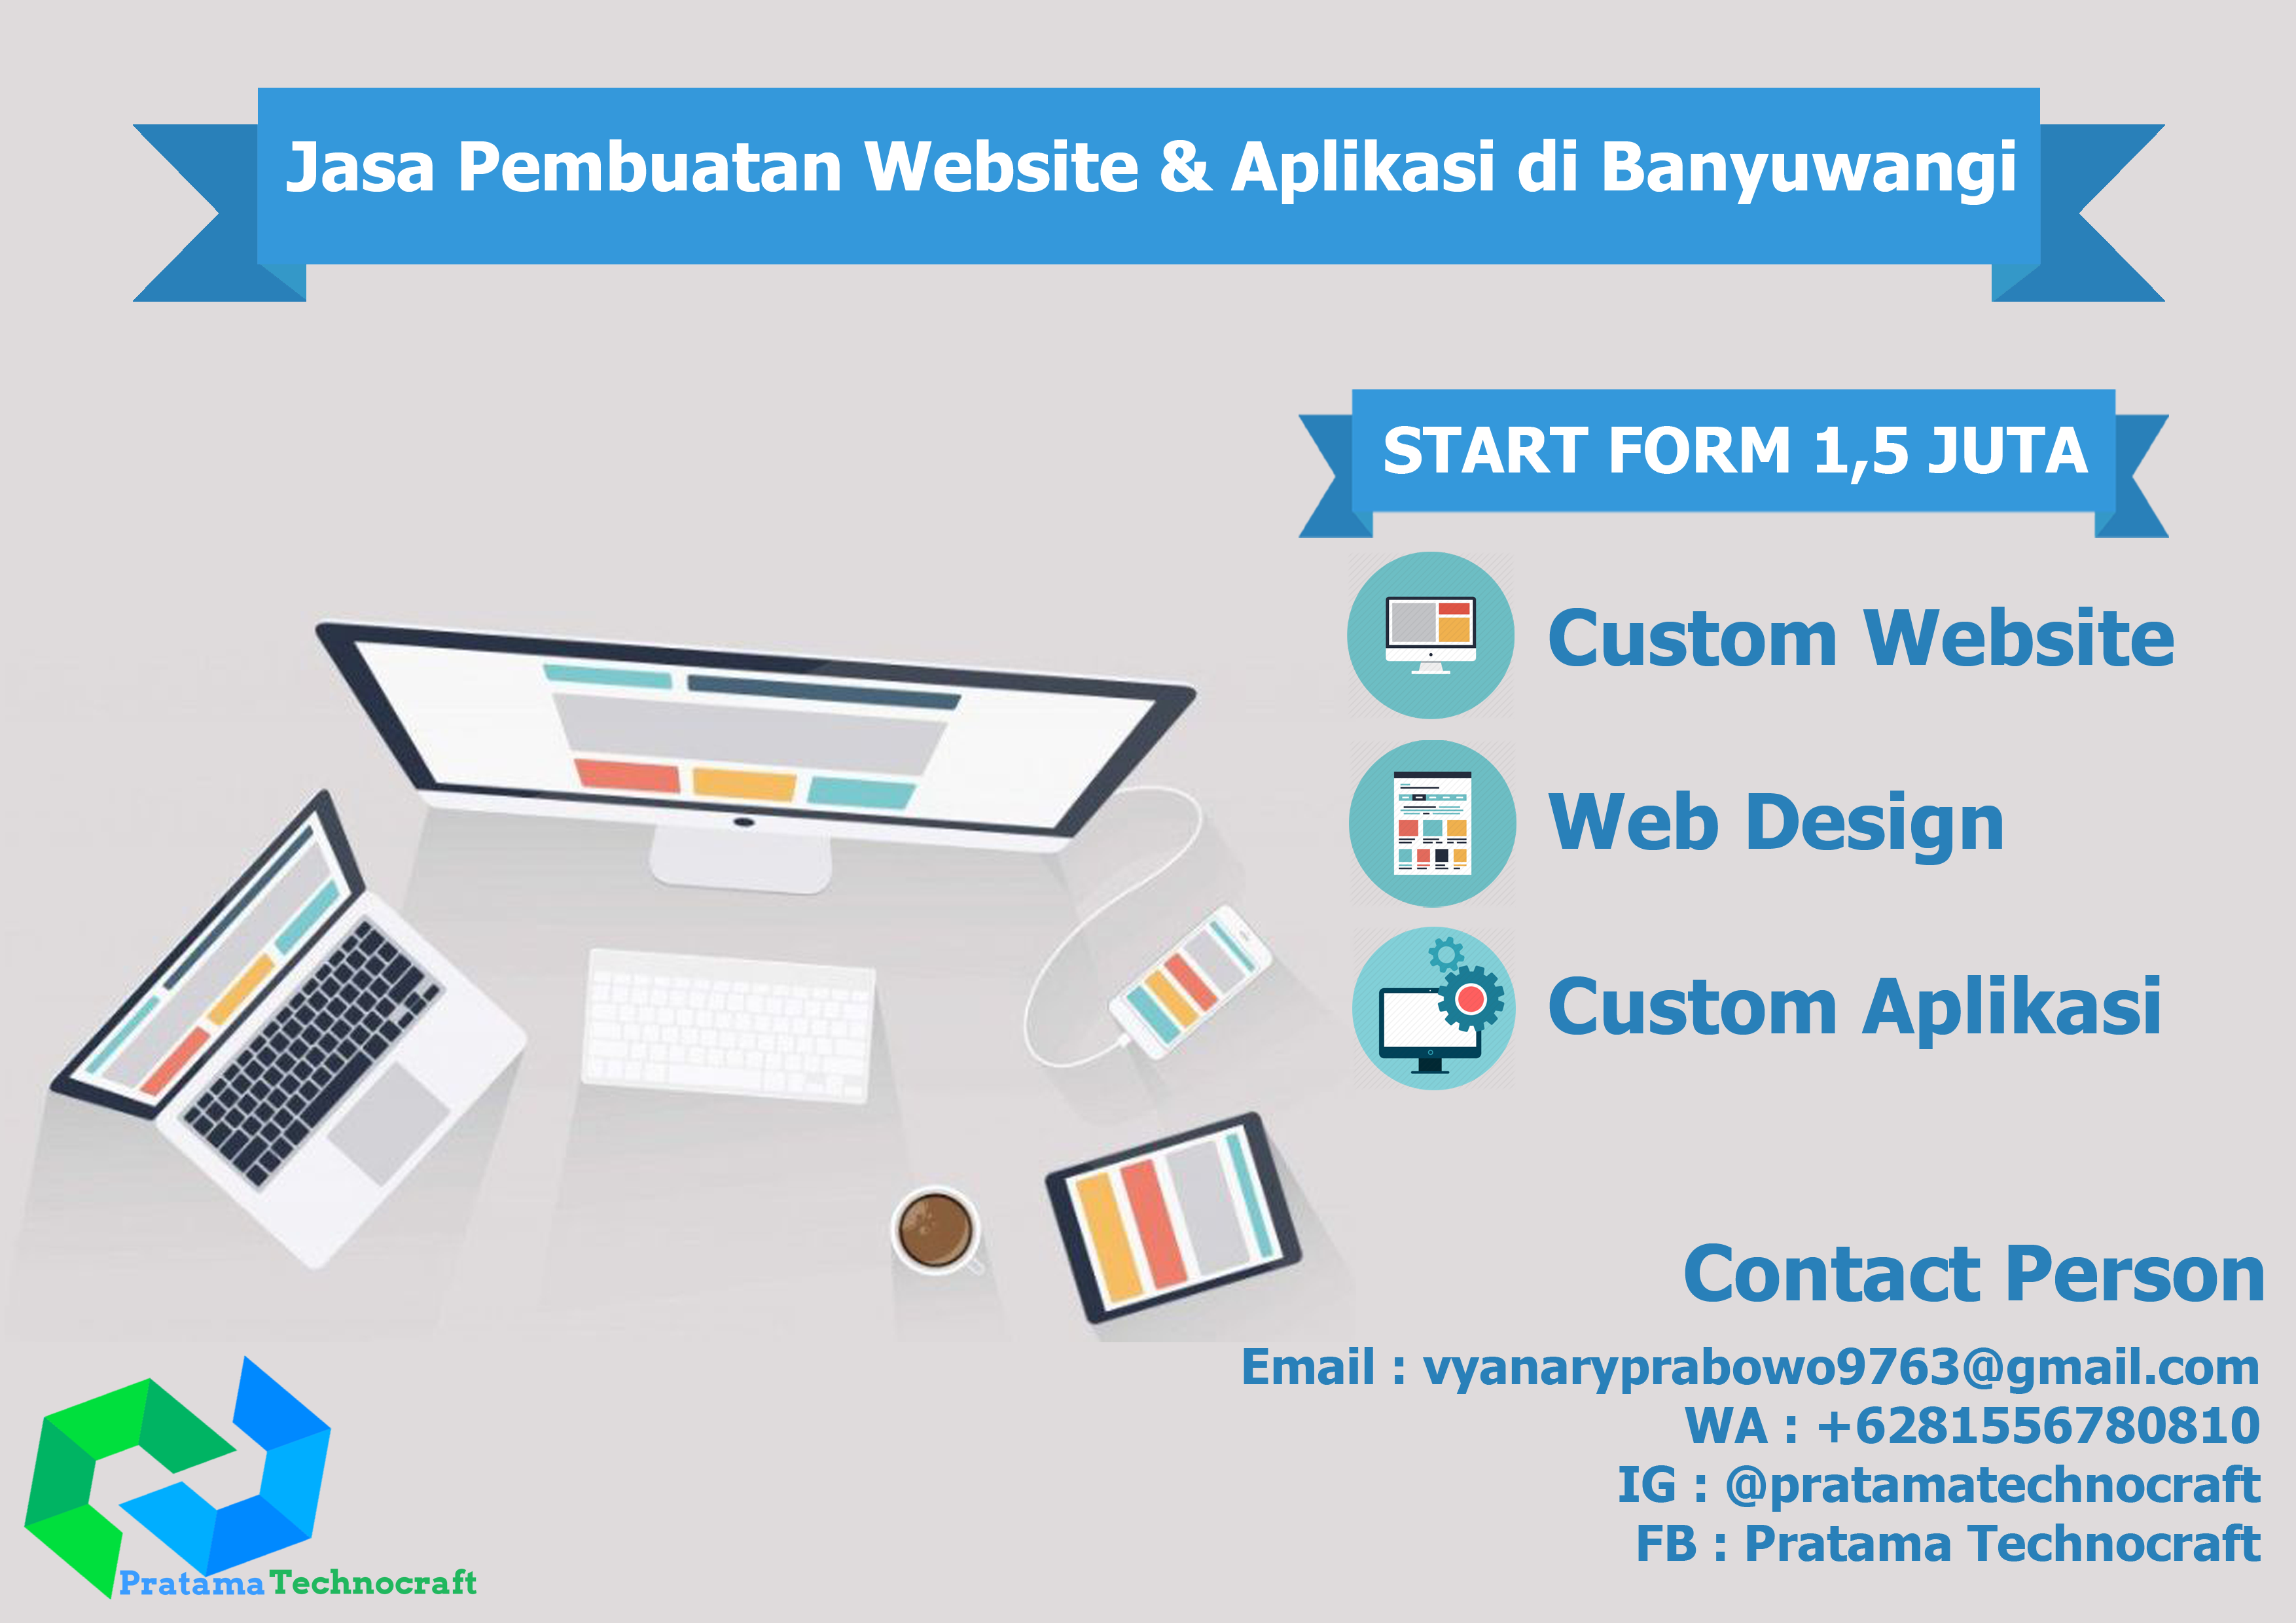 Jasa Pembuatan Website & Aplikasi di Banyuwangi
START FORM 1,5 JUTA
Custom Website
Web Design
Custom Aplikasi
Contact Person
Email : vyanaryprabowo9763@gmail.com
WA : +6281556780810
IG : @pratamatechnocraft
FB : Pratama Technocraft
Pratama Technocraft